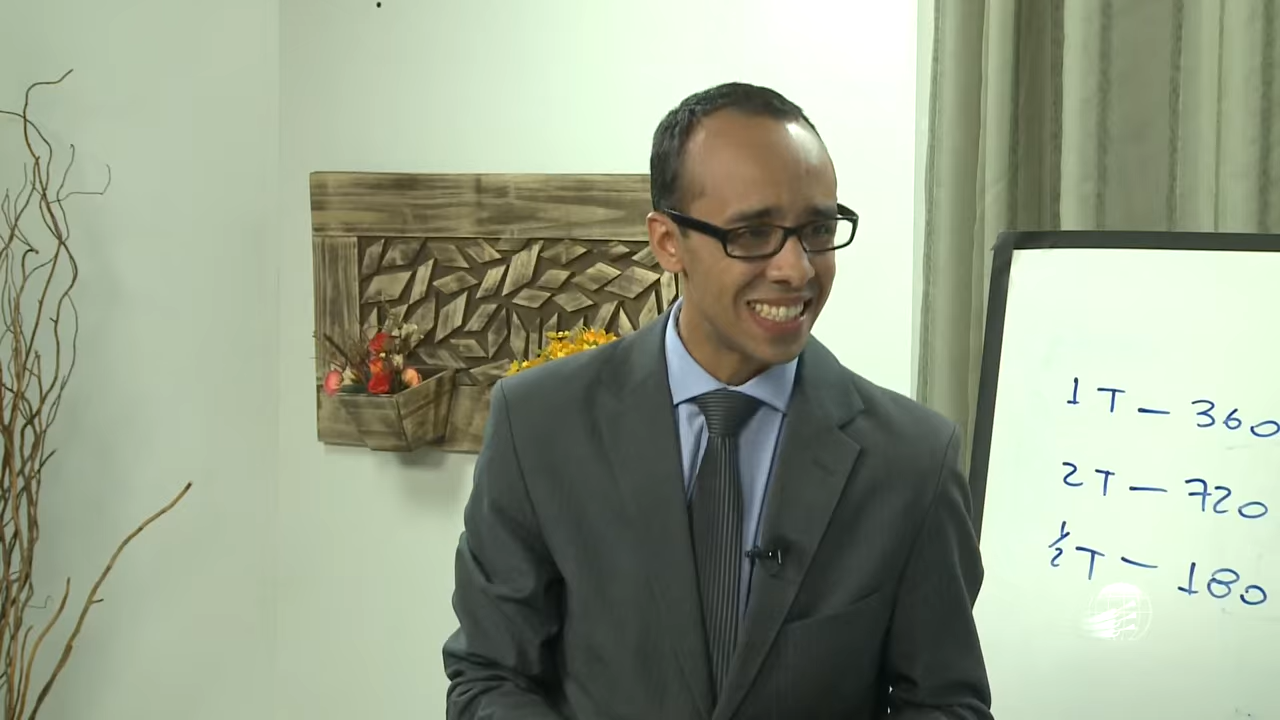 1T — 360
2T — 720
½T — 180